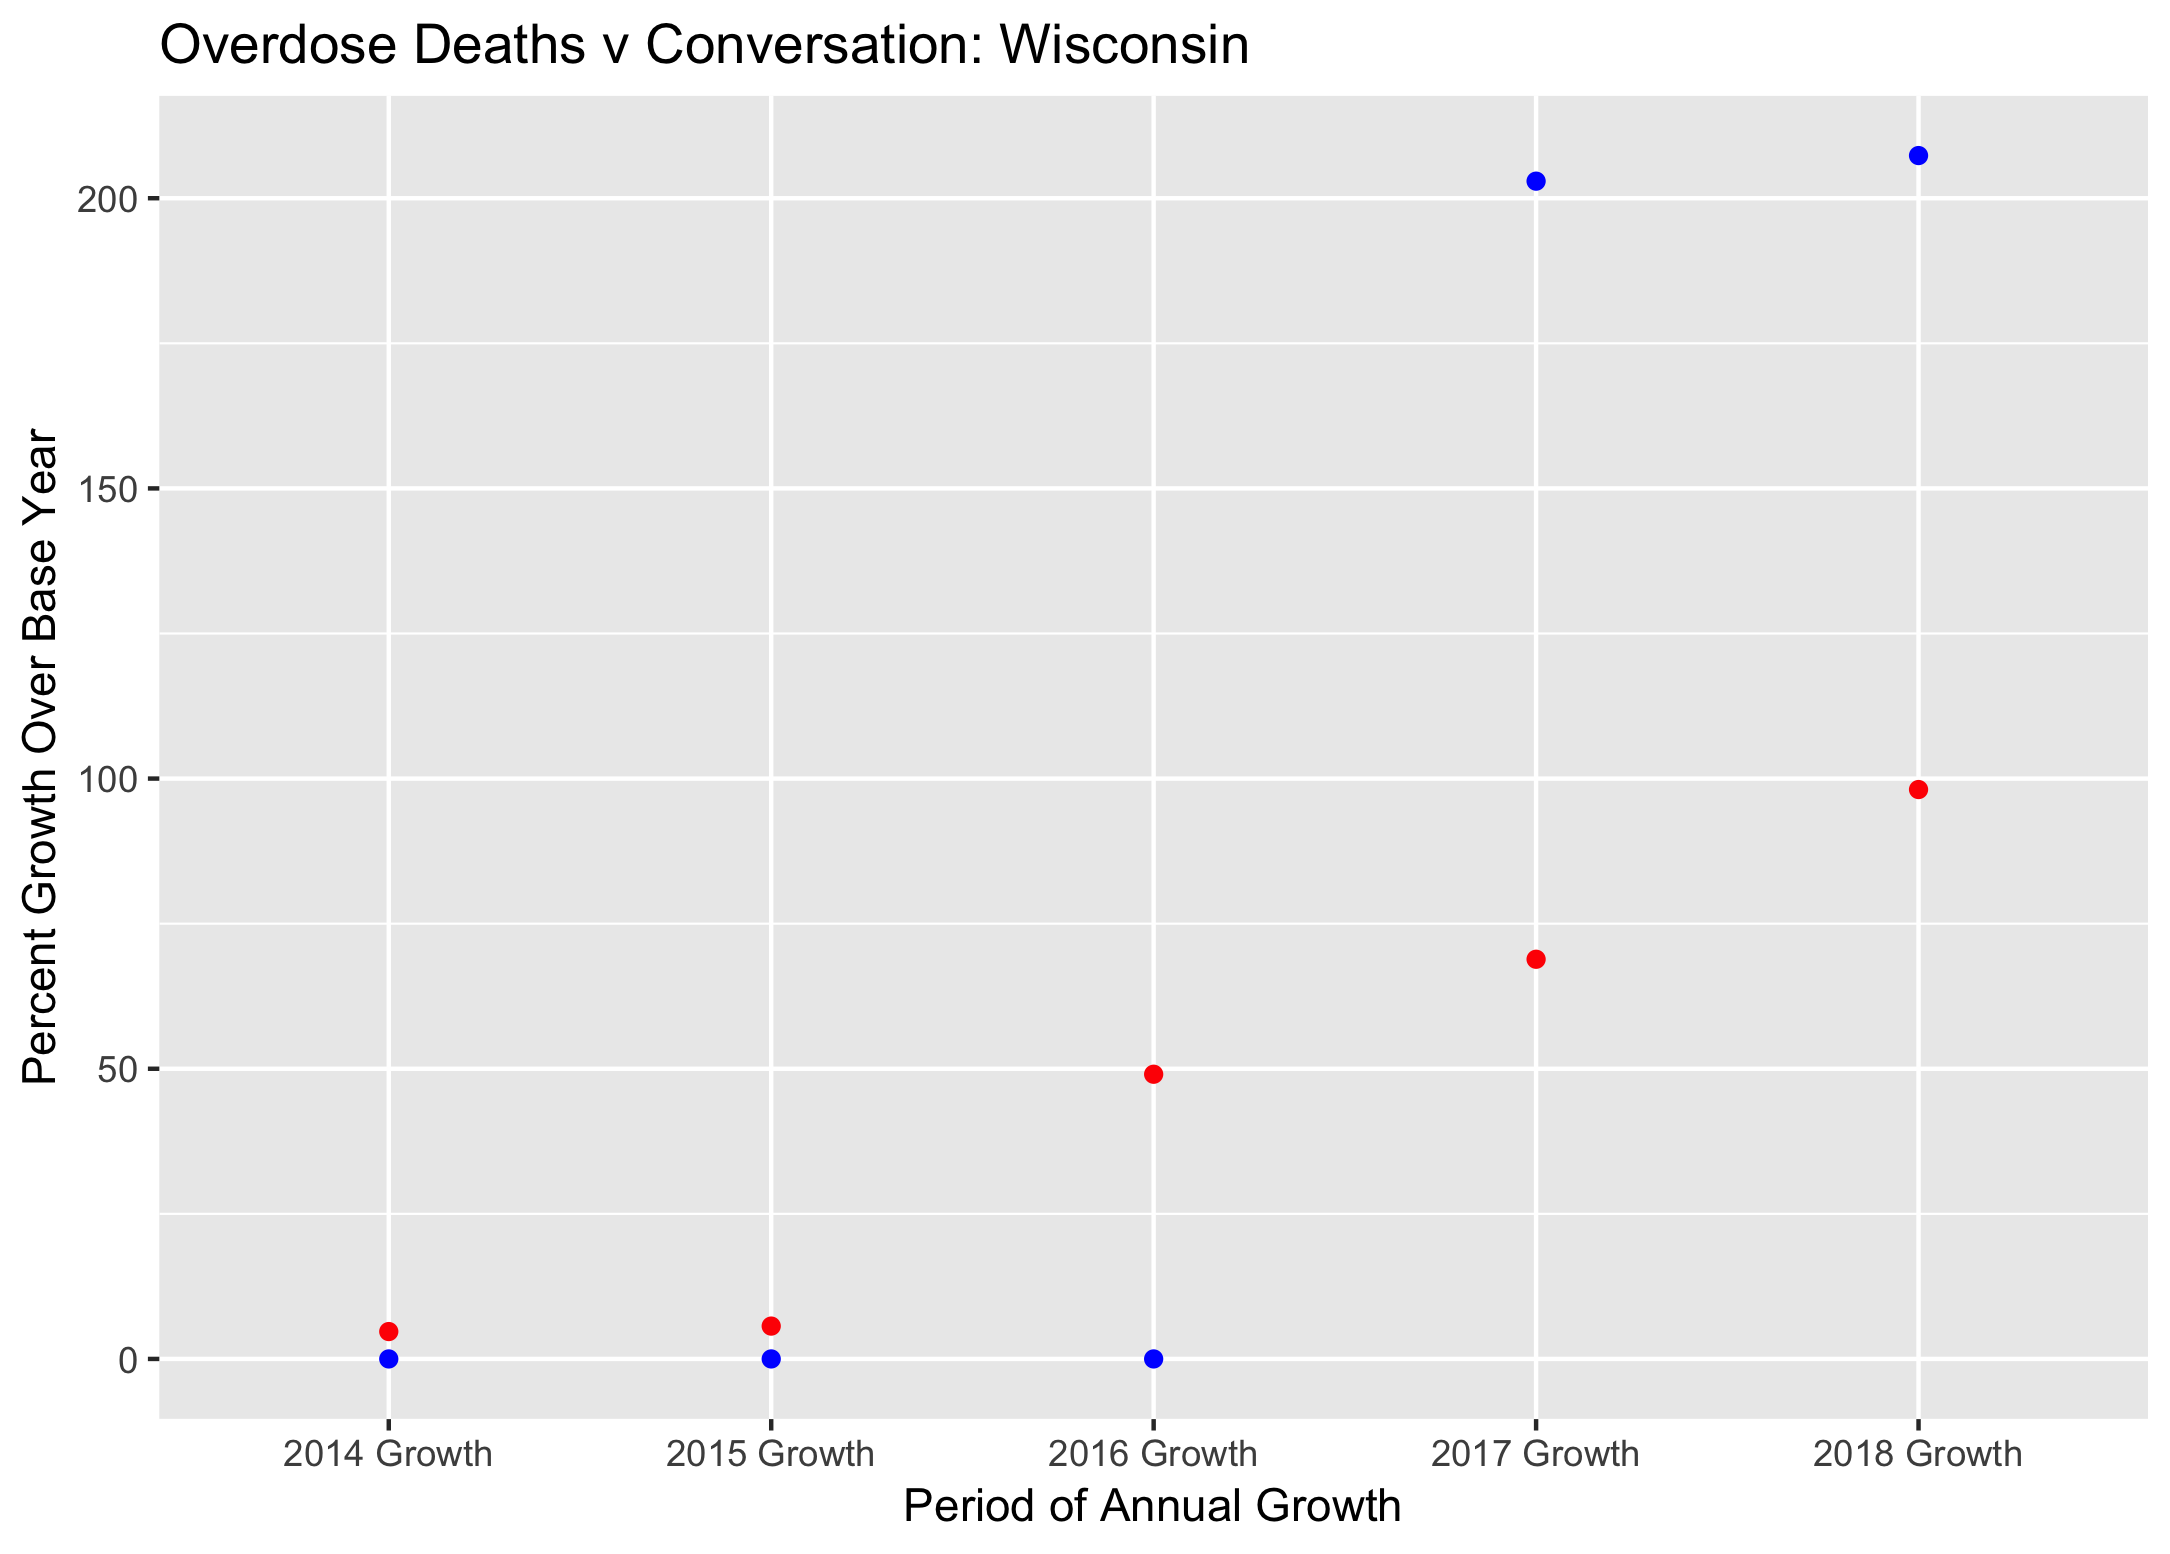 Overdose Deaths v Conversation: Wisconsin
Percent Growth Over Base Year
200
150
100
50
0
2014 Growth
2015 Growth
2016 Growth
2017 Growth
2018 Growth
Period of Annual Growth